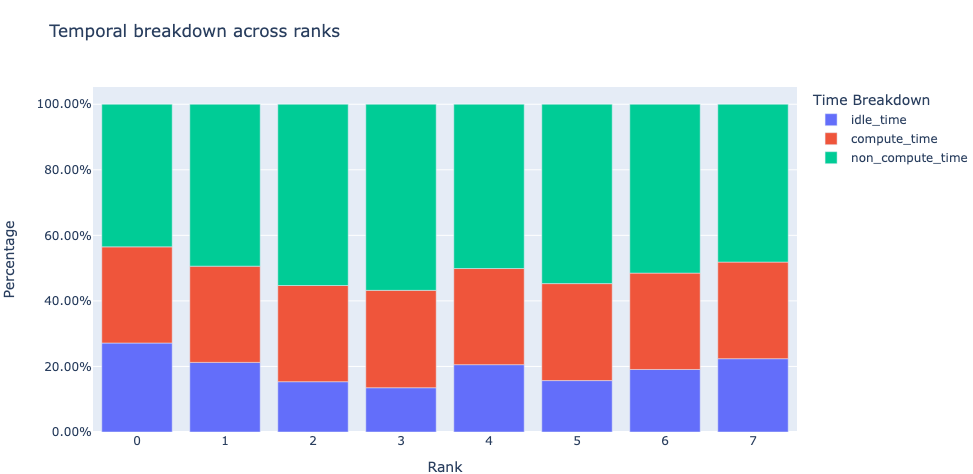 Temporal breakdown across ranks
Time Breakdown
idle_time
compute_time
non_compute_time
Percentage
100.00%
80.00%
60.00%
40.00%
20.00%
0.00%
0 1 2 3 4 5 6 7
Rank